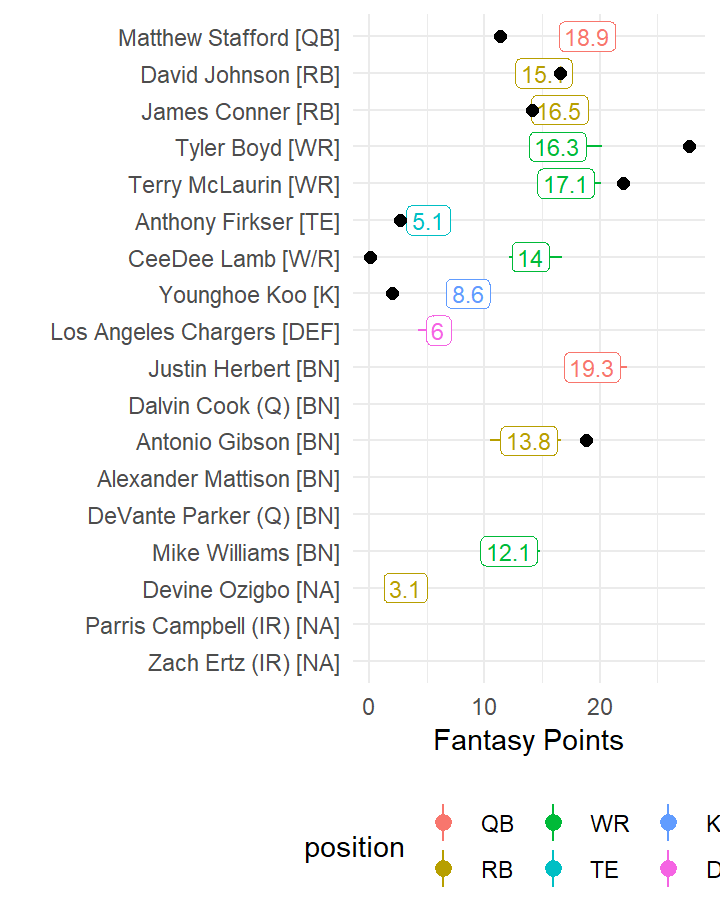 Matthew Stafford [QB] 18.9
David Johnson [RB] 15.
James Conner [RB] 16.5
Tyler Boyd [WR] 16.3
Terry McLaurin [WR] 17.1
Anthony Firkser [TE] 5.1
CeeDee Lamb [W/R] 14
Younghoe Koo [K] 8.6
Los Angeles Chargers [DEF] 6
Justin Herbert [BN] 19.3
Dalvin Cook (Q) [BN]
Antonio Gibson [BN] 13.8
Alexander Mattison [BN]
DeVante Parker (Q) [BN]
Mike Williams [BN] 12.1
Devine Ozigbo [NA] 3.1
Parris Campbell (IR) [NA]
Zach Ertz (IR) [NA]
0 10 20
Fantasy Points
position
QB WR K
RB TE D